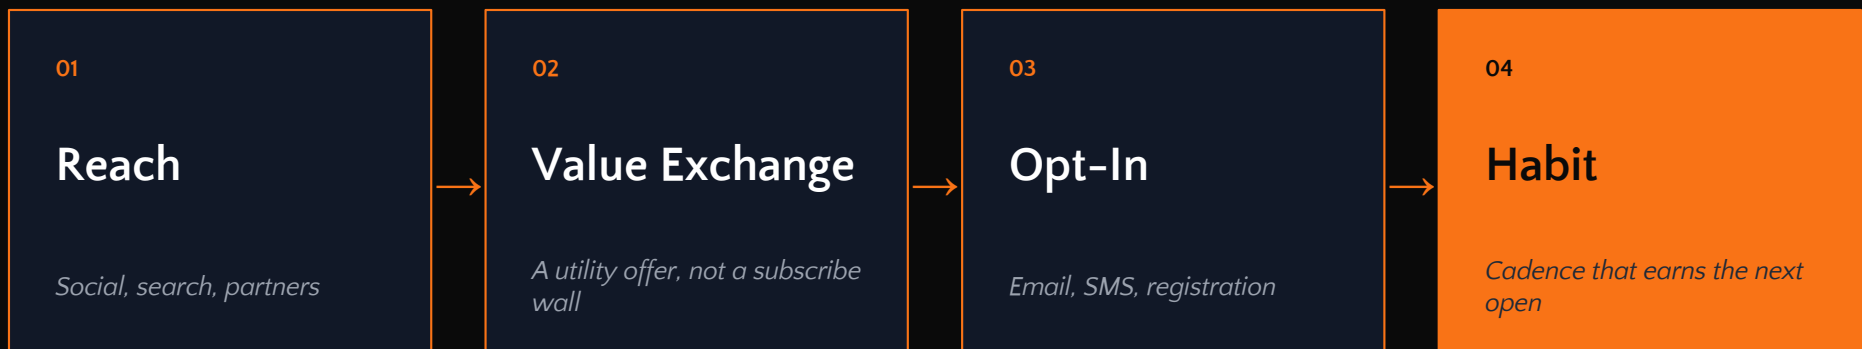 01
Reach
Social, search, partners
02
Value Exchange
A utility offer, not a subscribe
wall
03
Opt-In
Email, SMS, registration
04
Habit
Cadence that earns the next
open